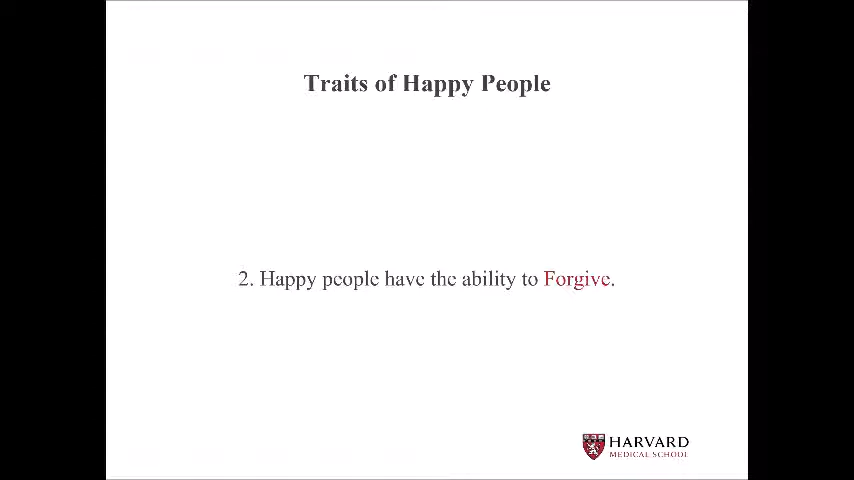 Traits of Happy People
2. Happy people have the ability to Forgive.
HARVARD
MEDICAL SCHOOL